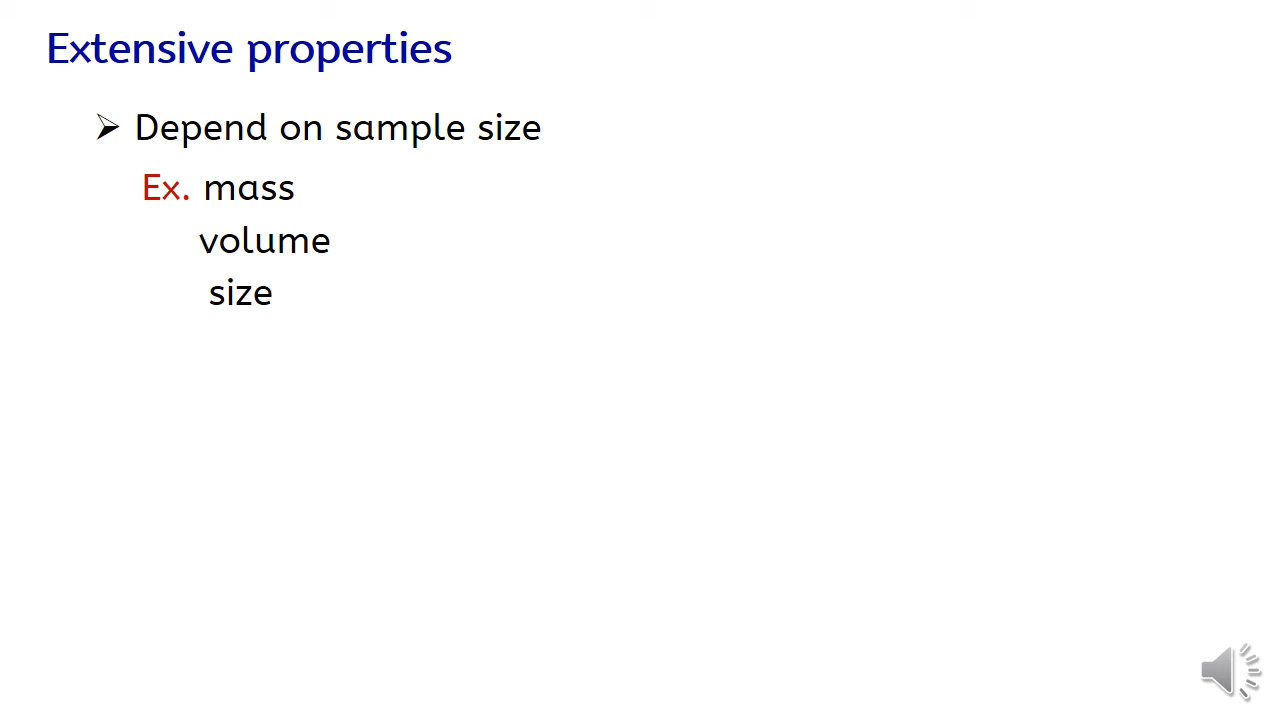 Extensive properties
➢ Depend on sample size
Ex. mass
volume
size